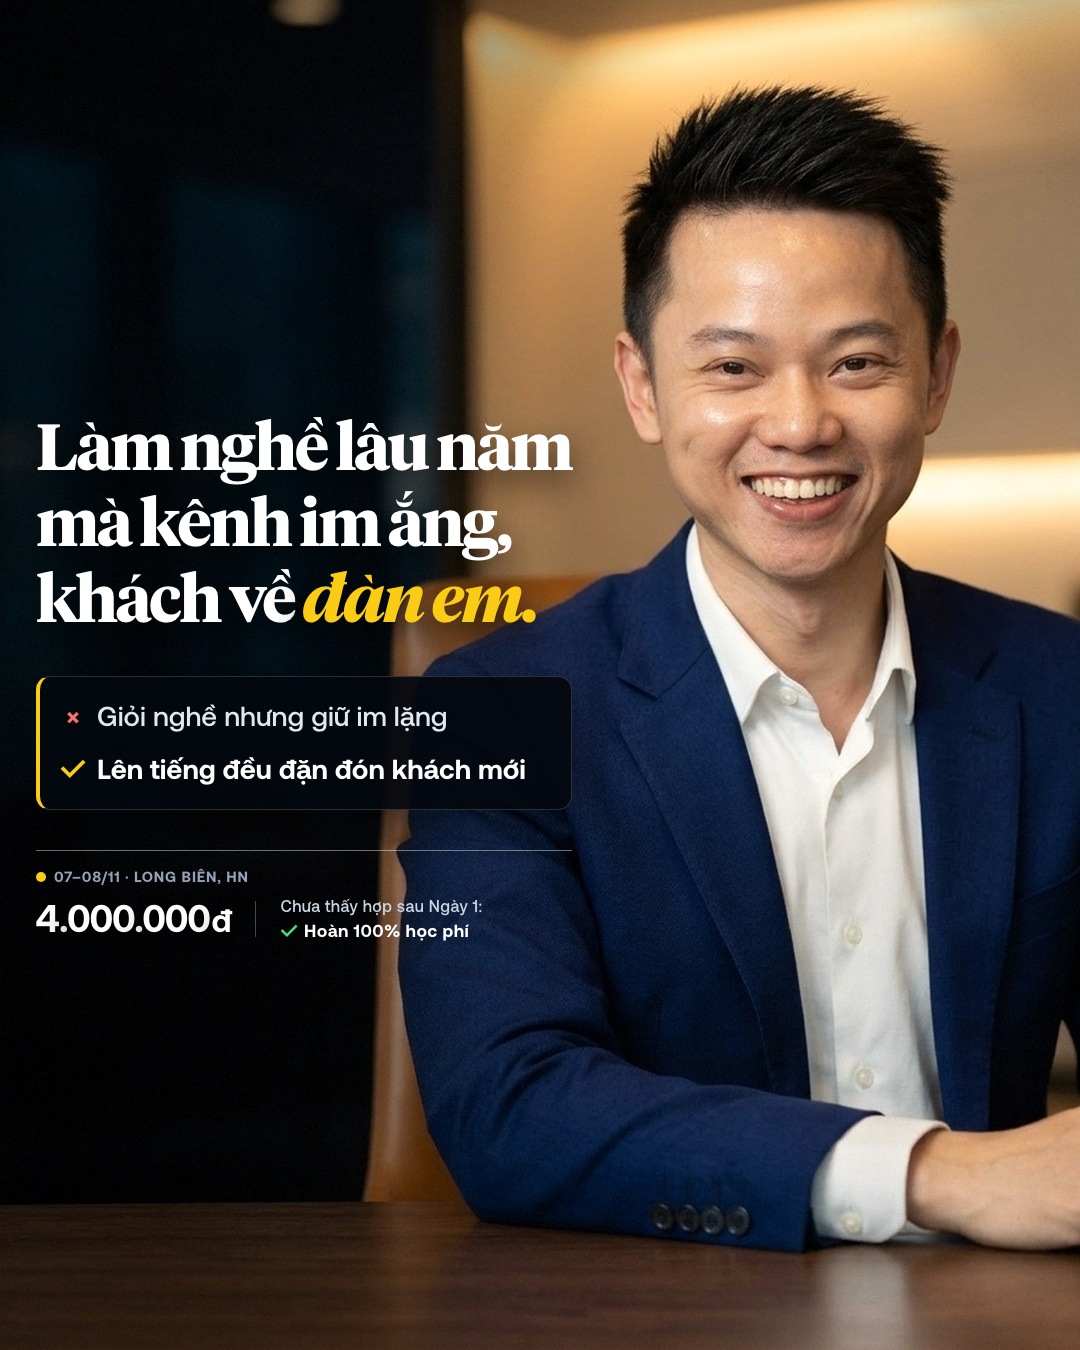 Làm nghề lâu năm
mà kênh im ắng,
khách về đàn em.
× Giỏi nghề nhưng giữ im lặng
✓ Lên tiếng đều đặn đón khách mới
07–08/11 · LONG BIÊN, HN
4.000.000đ
Chưa thấy hợp sau Ngày 1:
✓ Hoàn 100% học phí